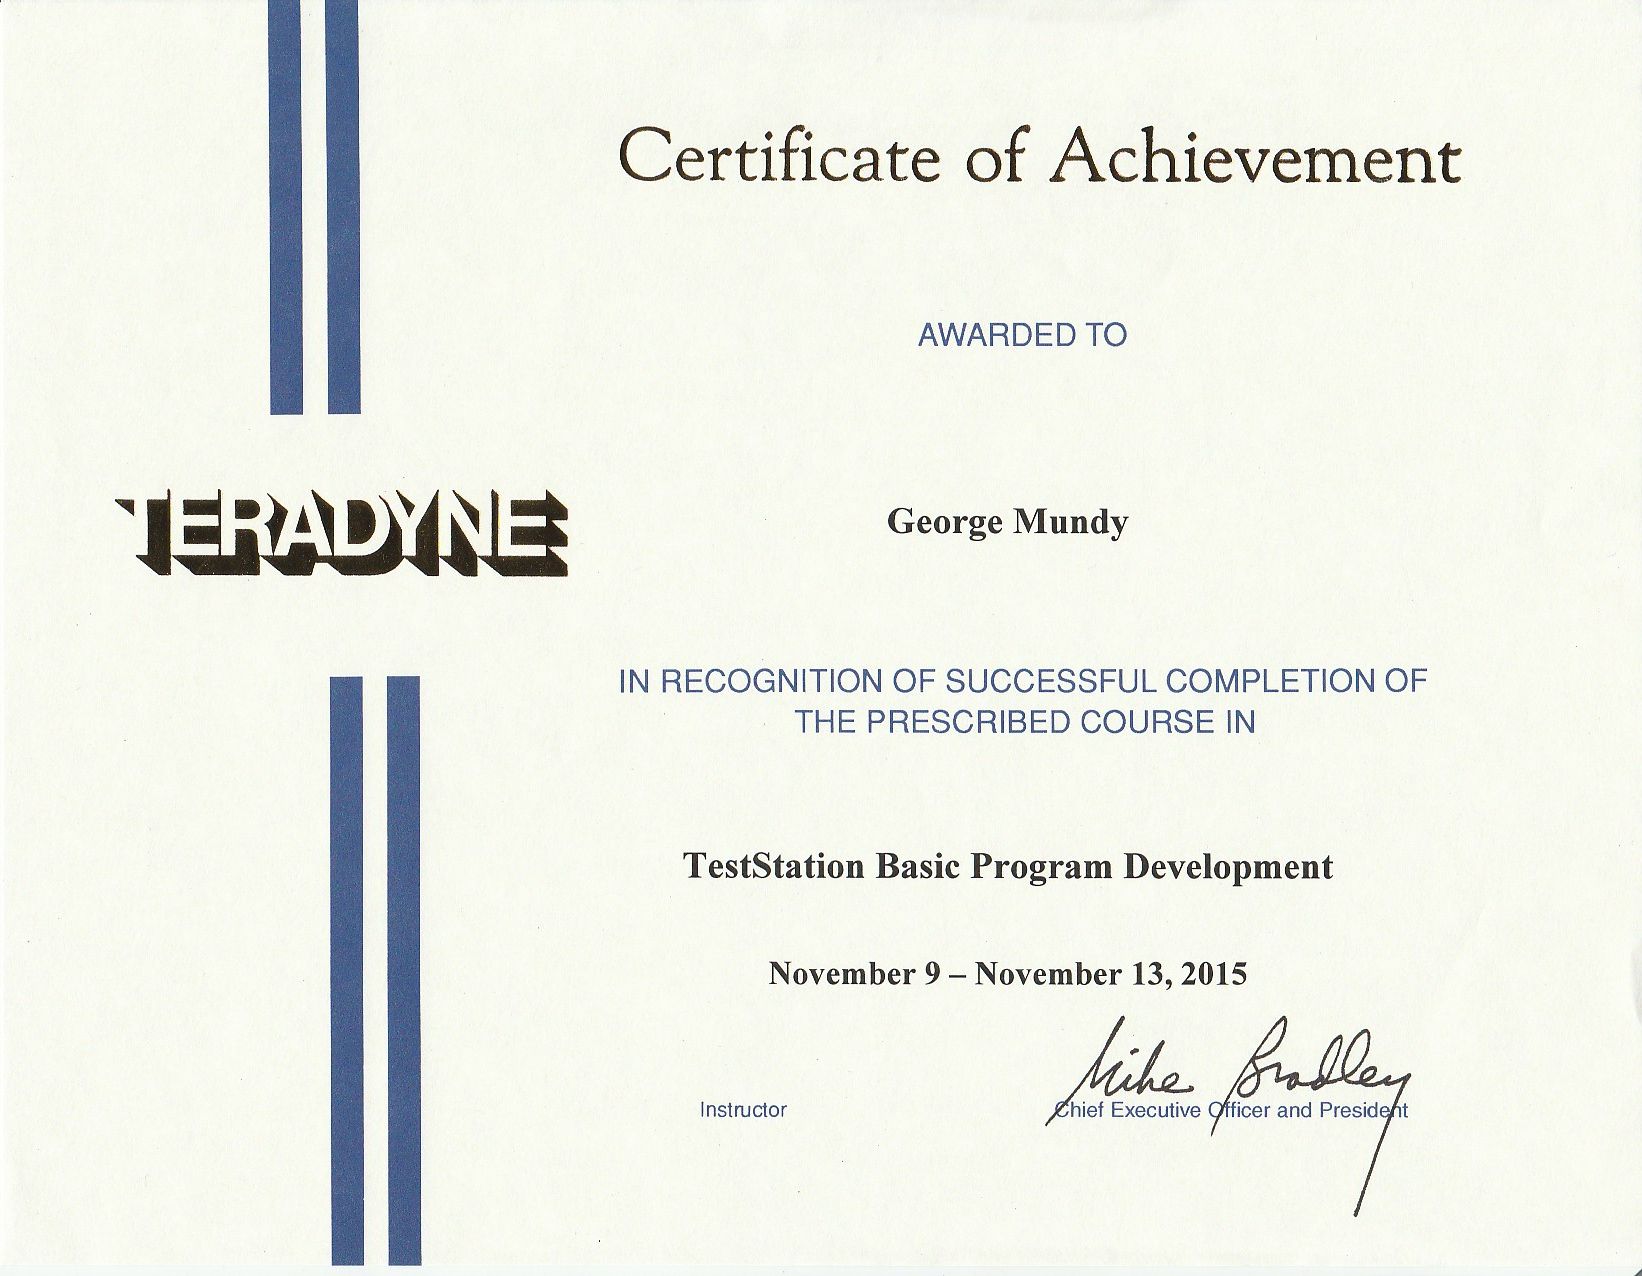 Certificate of Achievement
AWARDED TO
TERADYNE
George Mundy
IN RECOGNITION OF SUCCESSFUL COMPLETION OF
THE PRESCRIBED COURSE IN
TestStation Basic Program Development
November 9 – November 13, 2015
Mike Bradley
Instructor
Chief Executive Officer and President